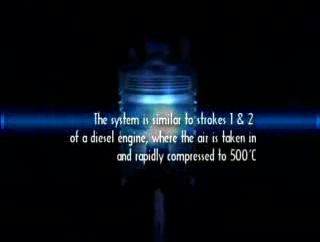 The system is similar to strokes 1 & 2
of a diesel engine, where the air is taken in
and rapidly compressed to 500°C